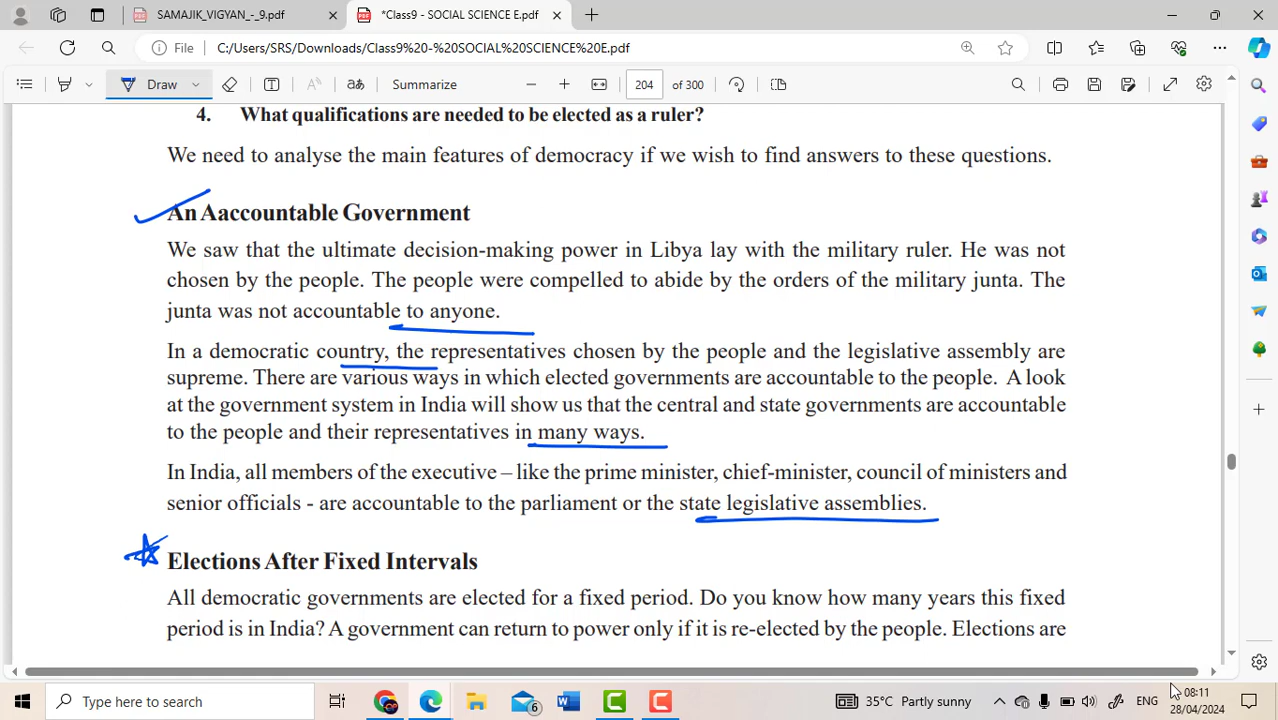 SAMAJIK_VIGYAN_-_9.pdf
*Class9 - SOCIAL SCIENCE E.pdf
File
C:/Users/SRS/Downloads/Class9%20-%20SOCIAL%20SCIENCE%20E.pdf
Draw
Summarize
204 of 300
4. What qualifications are needed to be elected as a ruler?
We need to analyse the main features of democracy if we wish to find answers to these questions.
An Aaccountable Government
We saw that the ultimate decision-making power in Libya lay with the military ruler. He was not
chosen by the people. The people were compelled to abide by the orders of the military junta. The
junta was not accountable to anyone.
In a democratic country, the representatives chosen by the people and the legislative assembly are
supreme. There are various ways in which elected governments are accountable to the people. A look
at the government system in India will show us that the central and state governments are accountable
to the people and their representatives in many ways.
In India, all members of the executive – like the prime minister, chief-minister, council of ministers and
senior officials - are accountable to the parliament or the state legislative assemblies.
Elections After Fixed Intervals
All democratic governments are elected for a fixed period. Do you know how many years this fixed
period is in India? A government can return to power only if it is re-elected by the people. Elections are
Type here to search
6
35°C Partly sunny
ENG
08:11
28/04/2024